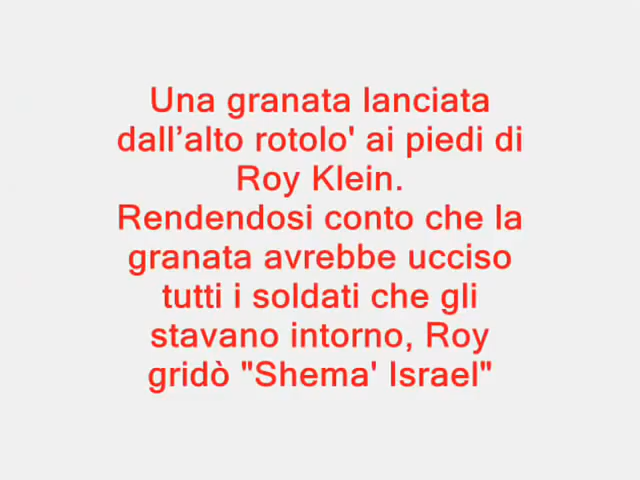 Una granata lanciata
dall’alto rotolo' ai piedi di
Roy Klein.
Rendendosi conto che la
granata avrebbe ucciso
tutti i soldati che gli
stavano intorno, Roy
gridò "Shema' Israel"